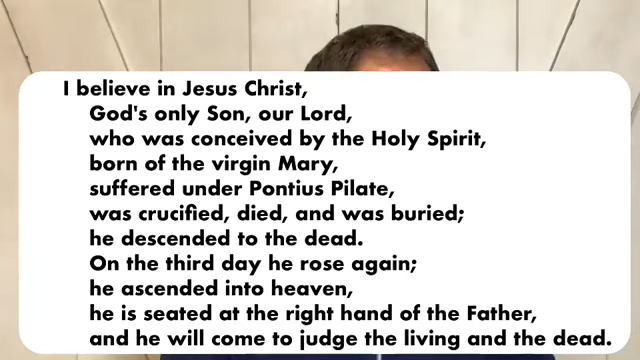 I believe in Jesus Christ,
God's only Son, our Lord,
who was conceived by the Holy Spirit,
born of the virgin Mary,
suffered under Pontius Pilate,
was crucified, died, and was buried;
he descended to the dead.
On the third day he rose again;
he ascended into heaven,
he is seated at the right hand of the Father,
and he will come to judge the living and the dead.